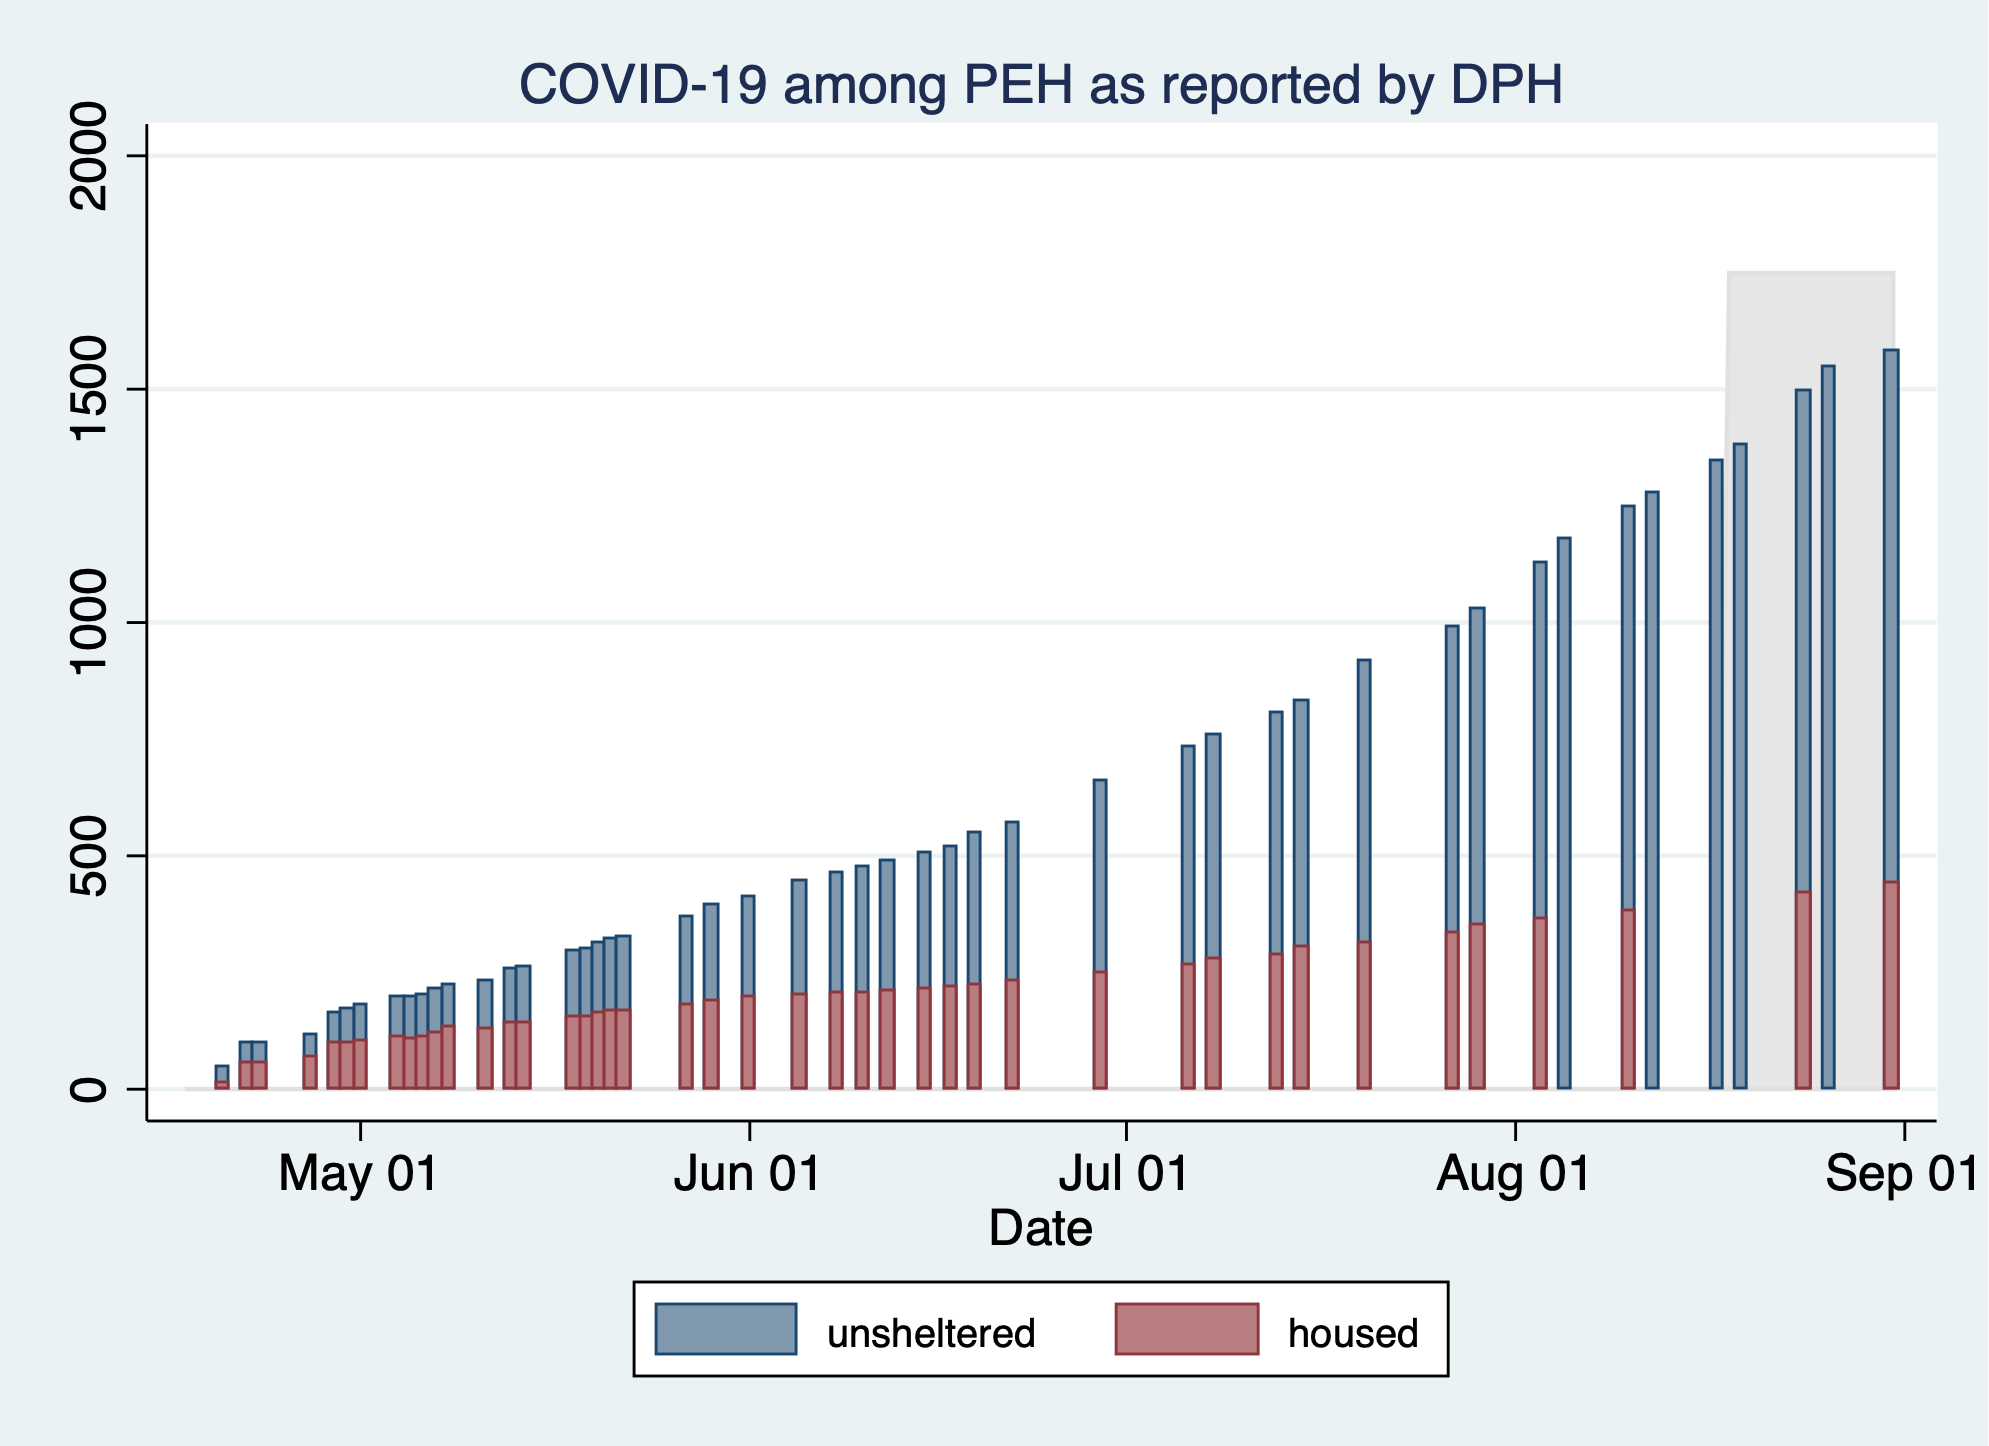 COVID-19 among PEH as reported by DPH
2000
1500
1000
500
0
May 01 Jun 01 Jul 01 Aug 01 Sep 01
Date
unsheltered housed